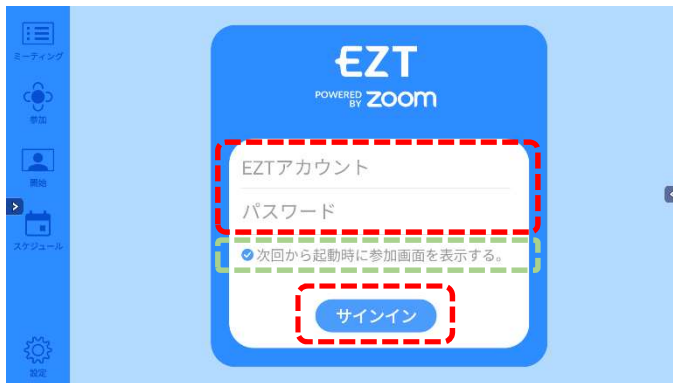 ミーティング
参加
開始
スケジュール
設定
EZT
POWERED BY zoom
EZTアカウント
パスワード
次回から起動時に参加画面を表示する。
サインイン